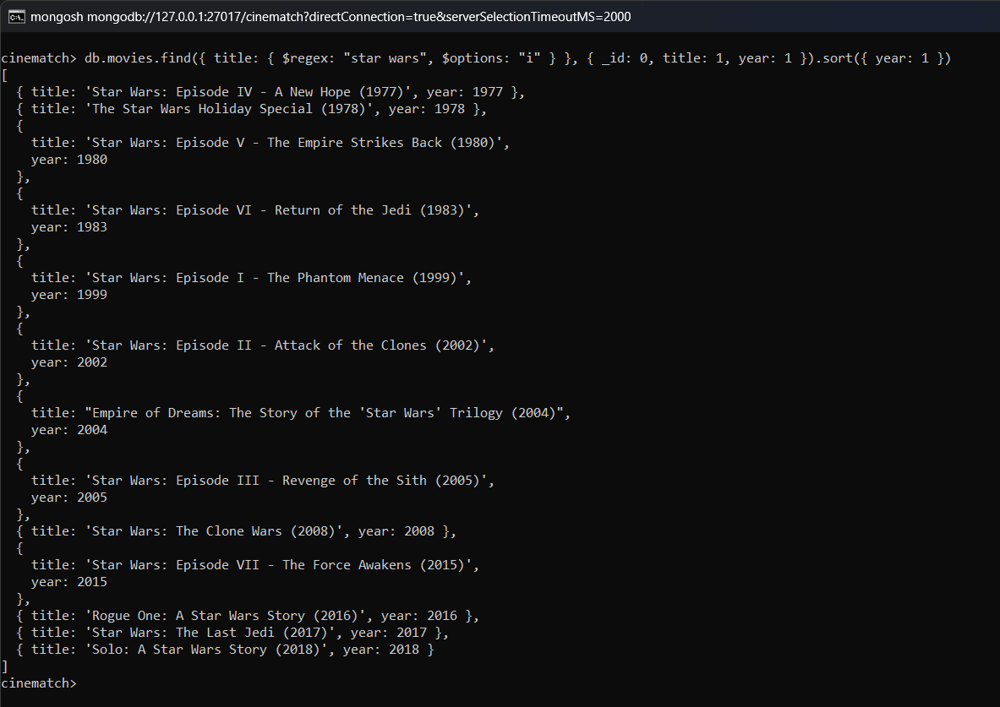 mongosh mongodb://127.0.0.1:27017/cinematch?directConnection=true&serverSelectionTimeoutMS=2000
cinematch> db.movies.find({ title: { $regex: "star wars", $options: "i" } }, { _id: 0, title: 1, year: 1 }).sort({ year: 1 })
[
  { title: 'Star Wars: Episode IV - A New Hope (1977)', year: 1977 },
  { title: 'The Star Wars Holiday Special (1978)', year: 1978 },
  {
    title: 'Star Wars: Episode V - The Empire Strikes Back (1980)',
    year: 1980
  },
  {
    title: 'Star Wars: Episode VI - Return of the Jedi (1983)',
    year: 1983
  },
  {
    title: 'Star Wars: Episode I - The Phantom Menace (1999)',
    year: 1999
  },
  {
    title: 'Star Wars: Episode II - Attack of the Clones (2002)',
    year: 2002
  },
  {
    title: "Empire of Dreams: The Story of the 'Star Wars' Trilogy (2004)",
    year: 2004
  },
  {
    title: 'Star Wars: Episode III - Revenge of the Sith (2005)',
    year: 2005
  },
  { title: 'Star Wars: The Clone Wars (2008)', year: 2008 },
  {
    title: 'Star Wars: Episode VII - The Force Awakens (2015)',
    year: 2015
  },
  { title: 'Rogue One: A Star Wars Story (2016)', year: 2016 },
  { title: 'Star Wars: The Last Jedi (2017)', year: 2017 },
  { title: 'Solo: A Star Wars Story (2018)', year: 2018 }
]
cinematch>